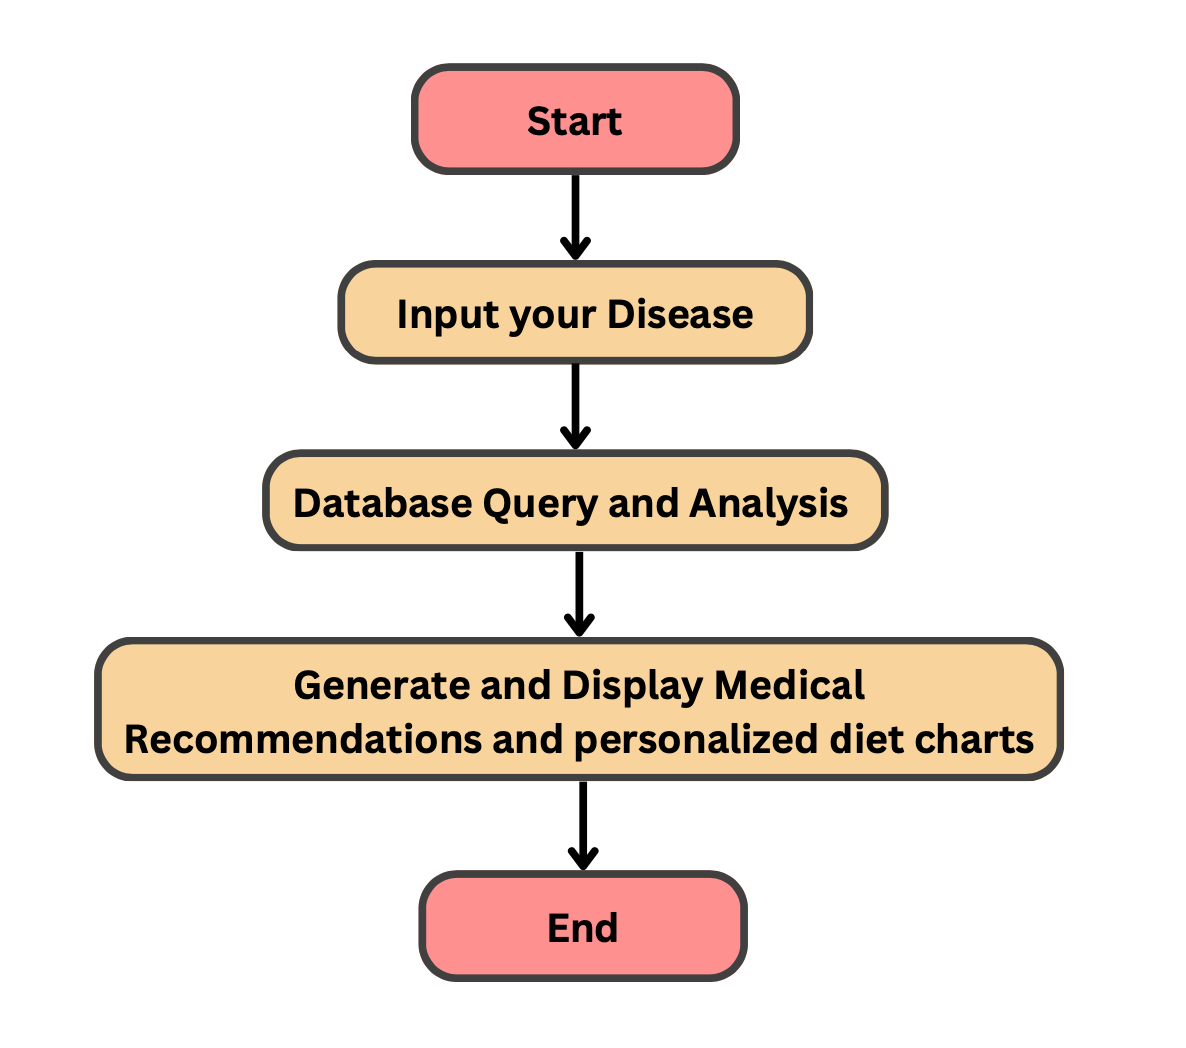 Start
Input your Disease
Database Query and Analysis
Generate and Display Medical
Recommendations and personalized diet charts
End